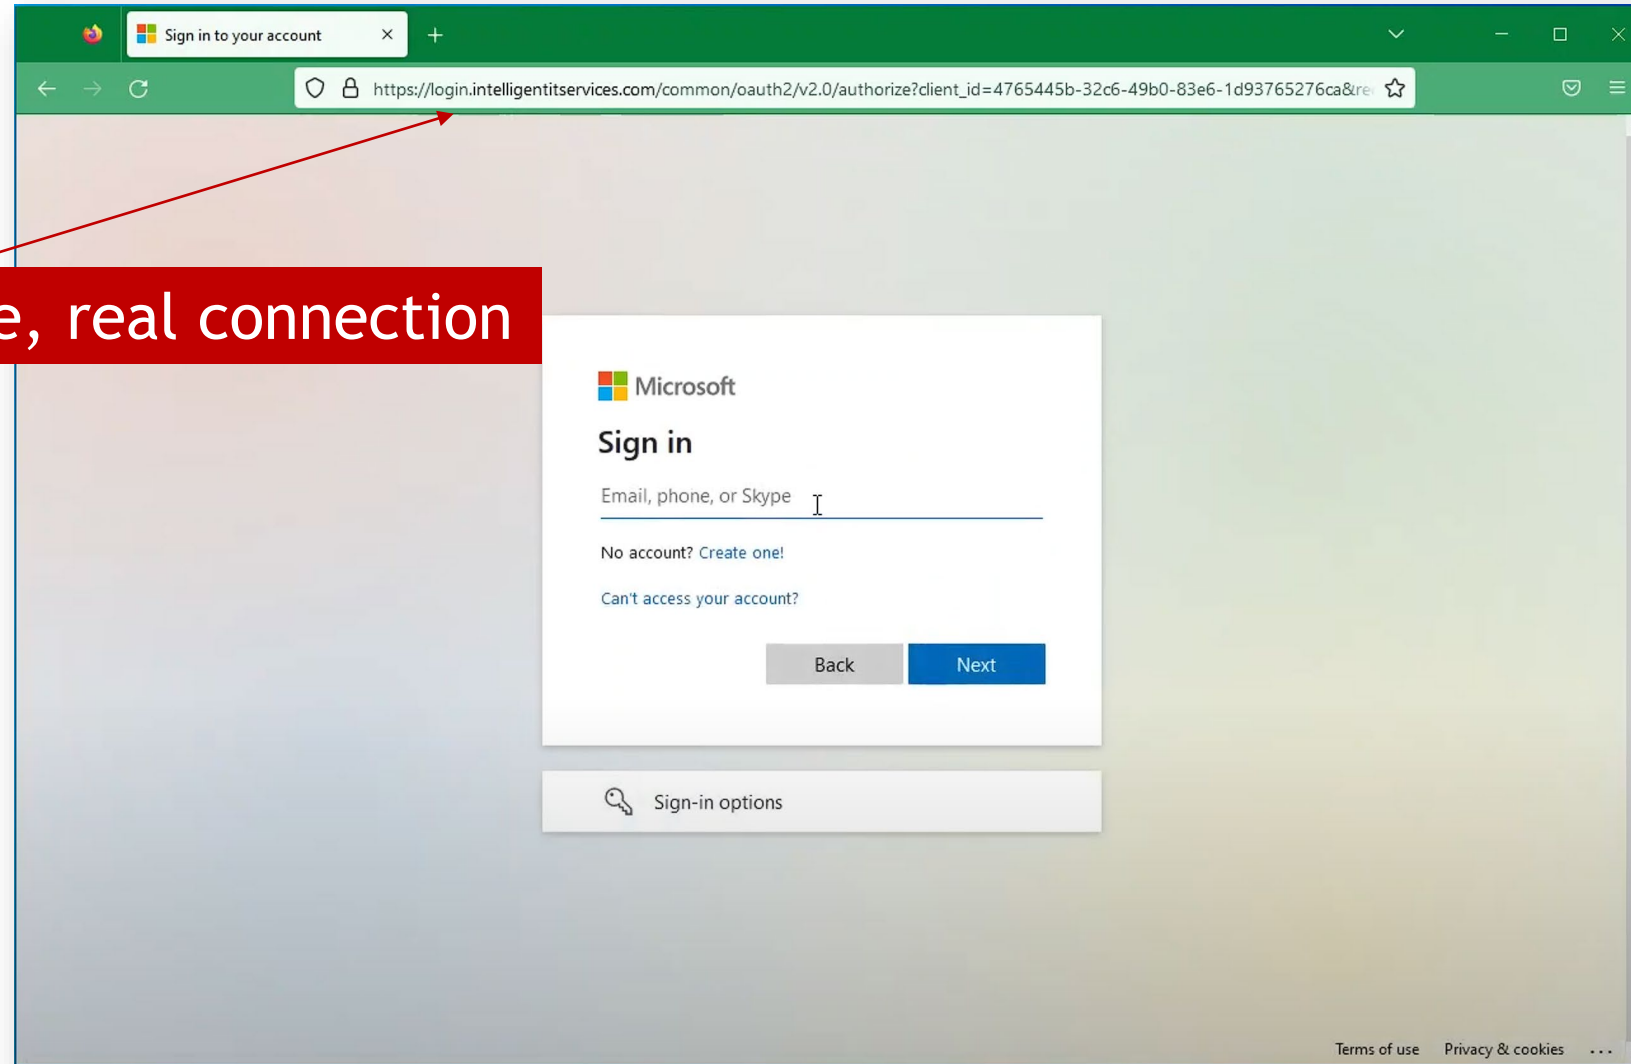 Sign in to your account
https://login.intelligentitservices.com/common/oauth2/v2.0/authorize?client_id=4765445b-32c6-49b0-83e6-1d93765276ca&re
e, real connection
Microsoft
Sign in
Email, phone, or Skype
No account? Create one!
Can't access your account?
Back Next
Sign-in options
Terms of use Privacy & cookies ...